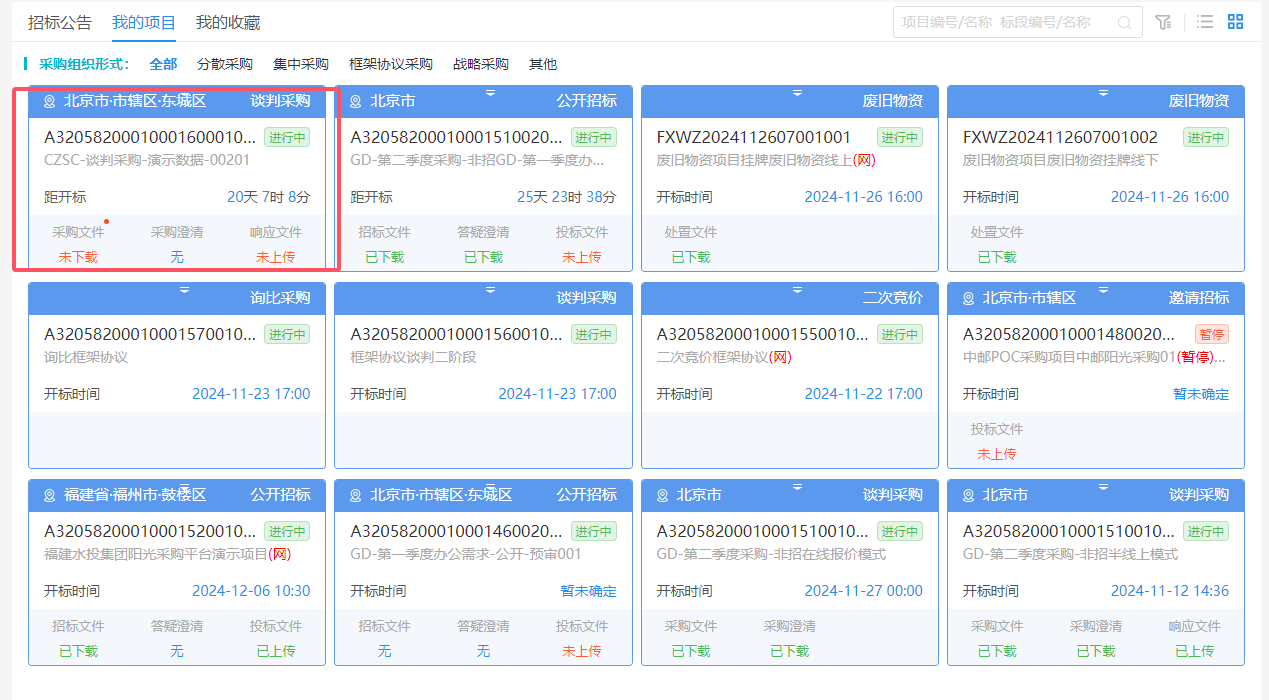 招标公告 我的项目 我的收藏 项目编号/名称 标段编号/名称
采购组织形式： 全部 分散采购 集中采购 框架协议采购 战略采购 其他
北京市·市辖区·东城区 谈判采购
A32058200010001600010... 进行中
CZSC-谈判采购-演示数据-00201
距开标 20天 7时 8分
采购文件 采购澄清 响应文件
未下载 无 未上传
北京市 公开招标
A32058200010001510020... 进行中
GD-第二季度采购-非招GD-第一季度办...
距开标 25天 23时 38分
招标文件 答疑澄清 投标文件
已下载 已下载 未上传
废旧物资
FXWZ2024112607001001 进行中
废旧物资项目挂牌废旧物资线上(网)
开标时间 2024-11-26 16:00
处置文件
已下载
废旧物资
FXWZ2024112607001002 进行中
废旧物资项目废旧物资挂牌线下
开标时间 2024-11-26 16:00
处置文件
已下载
询比采购
A32058200010001570010... 进行中
询比框架协议
开标时间 2024-11-23 17:00
谈判采购
A32058200010001560010... 进行中
框架协议谈判二阶段
开标时间 2024-11-23 17:00
二次竞价
A32058200010001550010... 进行中
二次竞价框架协议(网)
开标时间 2024-11-22 17:00
北京市·市辖区 邀请招标
A32058200010001480020... 暂停
中邮POC采购项目中邮阳光采购01(暂停)...
开标时间 暂未确定
投标文件
未上传
福建省·福州市·鼓楼区 公开招标
A32058200010001520010... 进行中
福建水投集团阳光采购平台演示项目(网)
开标时间 2024-12-06 10:30
招标文件 答疑澄清 投标文件
已下载 无 已上传
北京市·市辖区·东城区 公开招标
A32058200010001460020... 进行中
GD-第一季度办公需求-公开-预审001
开标时间 暂未确定
招标文件 答疑澄清 投标文件
无 无 未上传
北京市 谈判采购
A32058200010001510010... 进行中
GD-第二季度采购-非招在线报价模式
开标时间 2024-11-27 00:00
采购文件 采购澄清
已下载 已下载
北京市 谈判采购
A32058200010001510010... 进行中
GD-第二季度采购-非招半线上模式
开标时间 2024-11-12 14:36
采购文件 采购澄清 响应文件
已下载 已下载 已上传